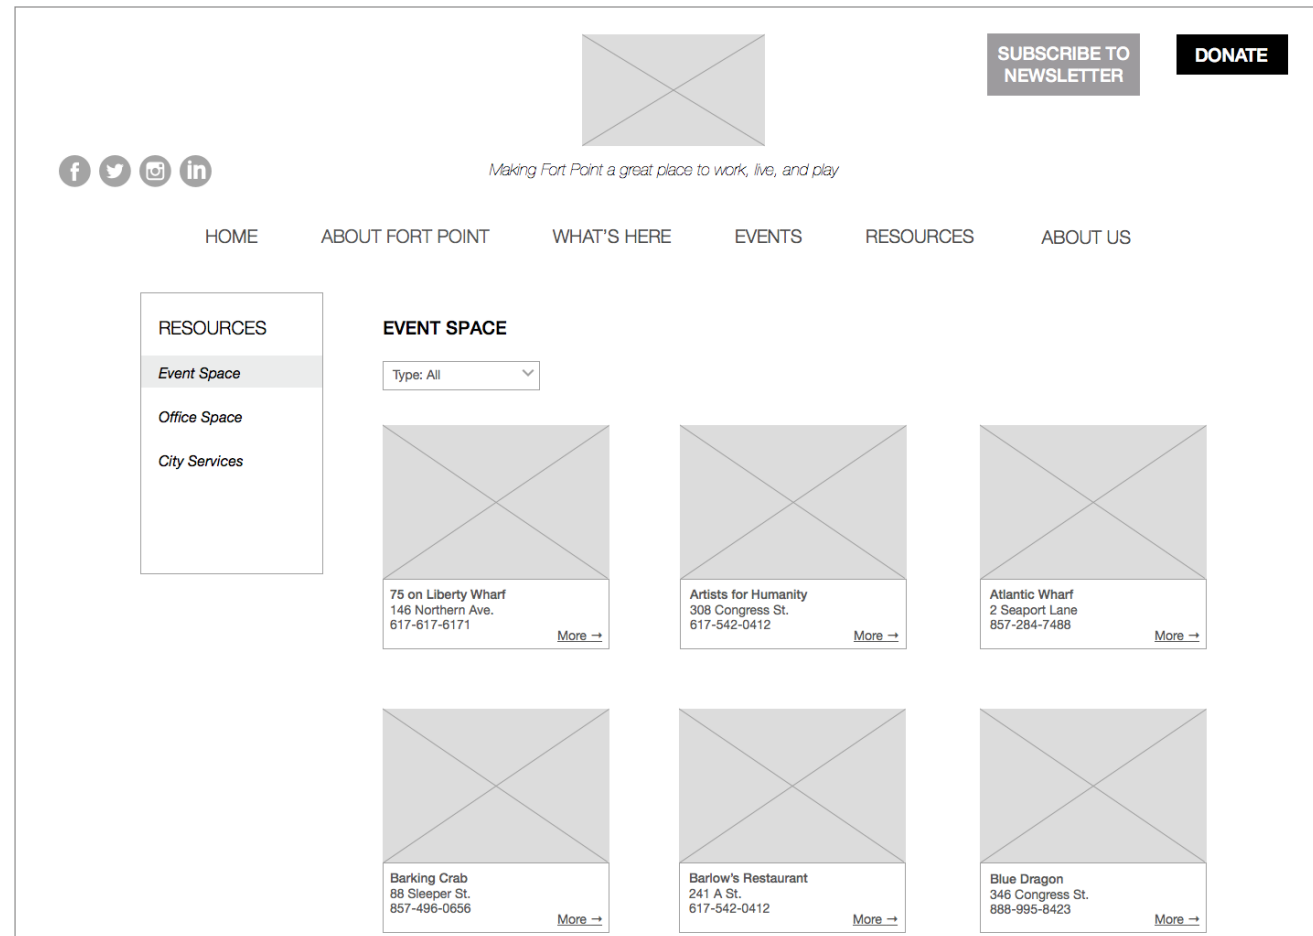 SUBSCRIBE TO
NEWSLETTER
DONATE
Making Fort Point a great place to work, live, and play
HOME
ABOUT FORT POINT
WHAT'S HERE
EVENTS
RESOURCES
ABOUT US
RESOURCES
Event Space
Office Space
City Services
EVENT SPACE
Type: All
75 on Liberty Wharf
146 Northern Ave.
617-617-6171
More →
Artists for Humanity
308 Congress St.
617-542-0412
More →
Atlantic Wharf
2 Seaport Lane
857-284-7488
More →
Barking Crab
88 Sleeper St.
857-496-0656
More →
Barlow's Restaurant
241 A St.
617-542-0412
More →
Blue Dragon
346 Congress St.
888-995-8423
More →